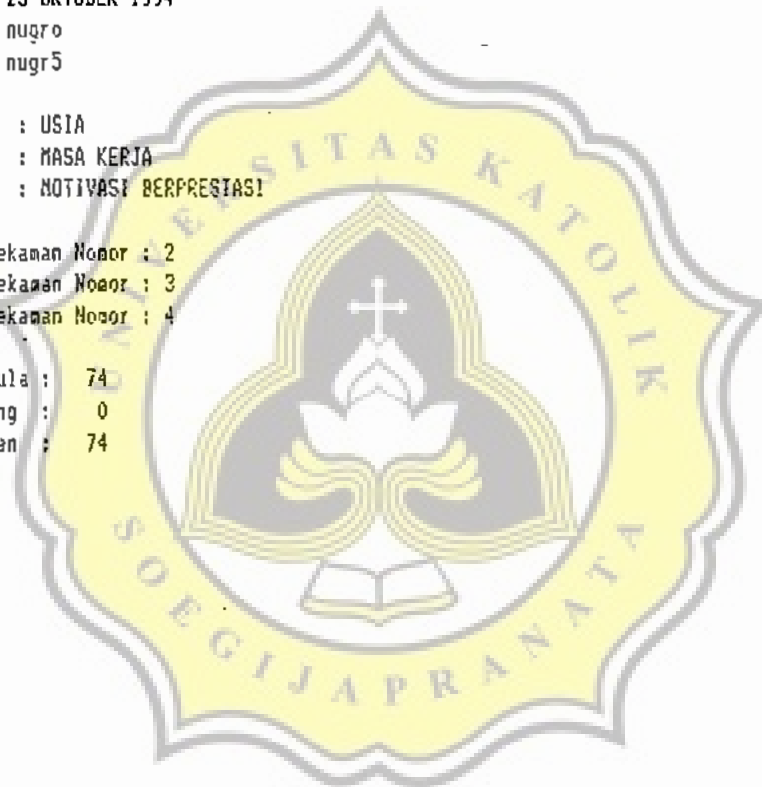 nugro
nugr5
: USIA
: MASA KERJA
: MOTIVASI BERPRESTASI
ekaman Nomor : 2
ekaman Nomor : 3
ekaman Nomor : 4
ula : 74
ng : 0
en : 74
UNIVERSITAS KATOLIK
SOEGIJAPRANATA